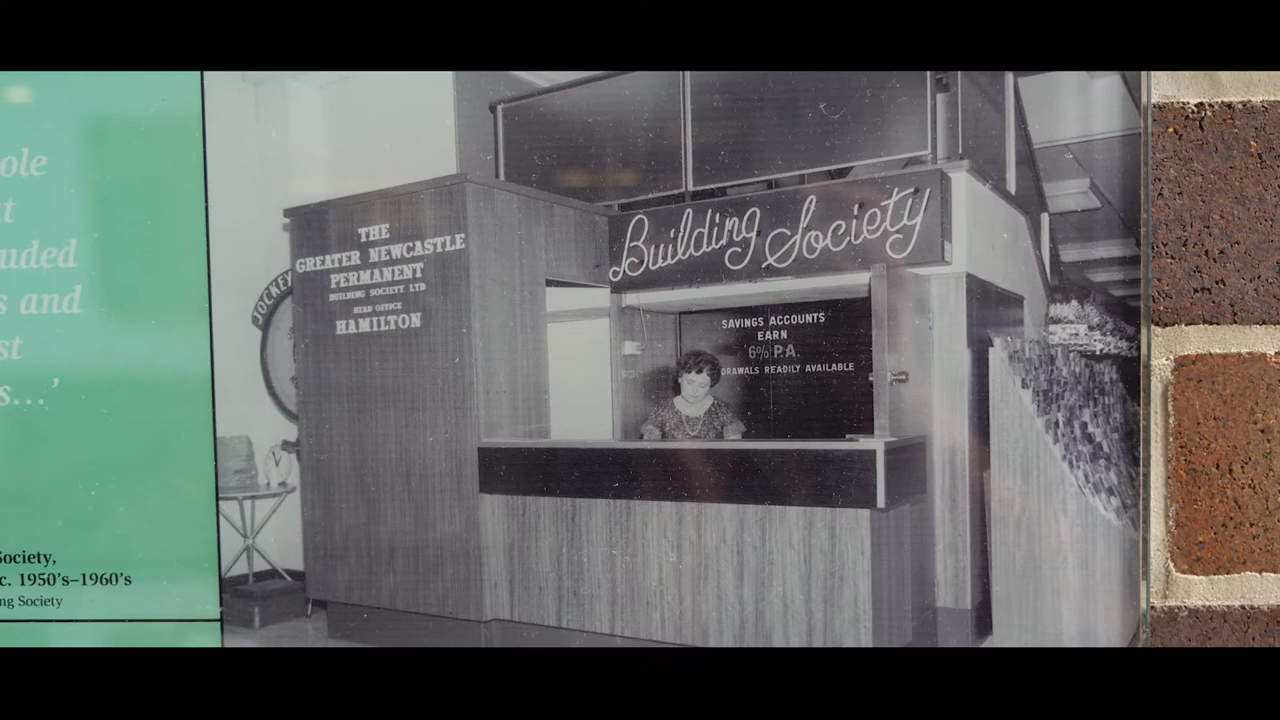 ole
t
uded
s and
st
s...’
Society,
c. 1950’s–1960’s
ng Society
JOCKEY
THE
GREATER NEWCASTLE
PERMANENT
BUILDING SOCIETY LTD
HEAD OFFICE
HAMILTON
Building Society
SAVINGS ACCOUNTS
EARN
6% P.A.
DRAWALS READILY AVAILABLE